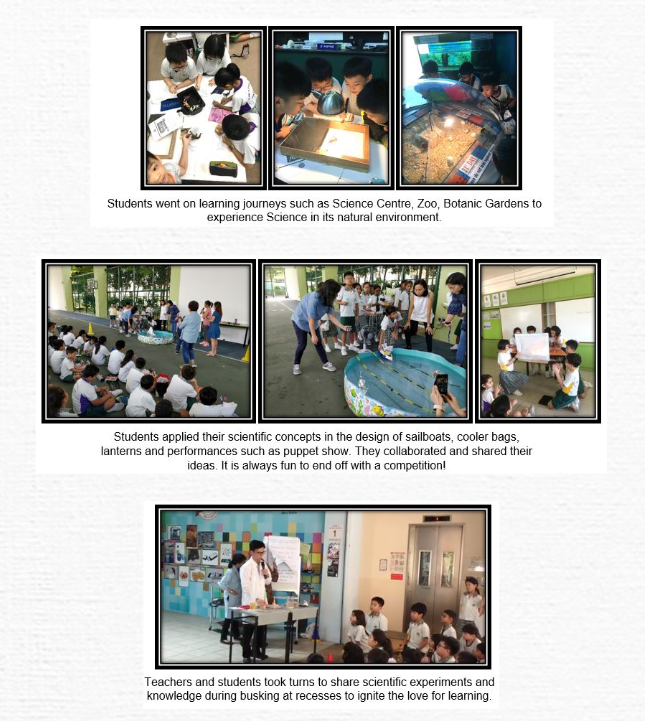 Students went on learning journeys such as Science Centre, Zoo, Botanic Gardens to
experience Science in its natural environment.
Students applied their scientific concepts in the design of sailboats, cooler bags,
lanterns and performances such as puppet show. They collaborated and shared their
ideas. It is always fun to end off with a competition!
Teachers and students took turns to share scientific experiments and
knowledge during busking at recesses to ignite the love for learning.